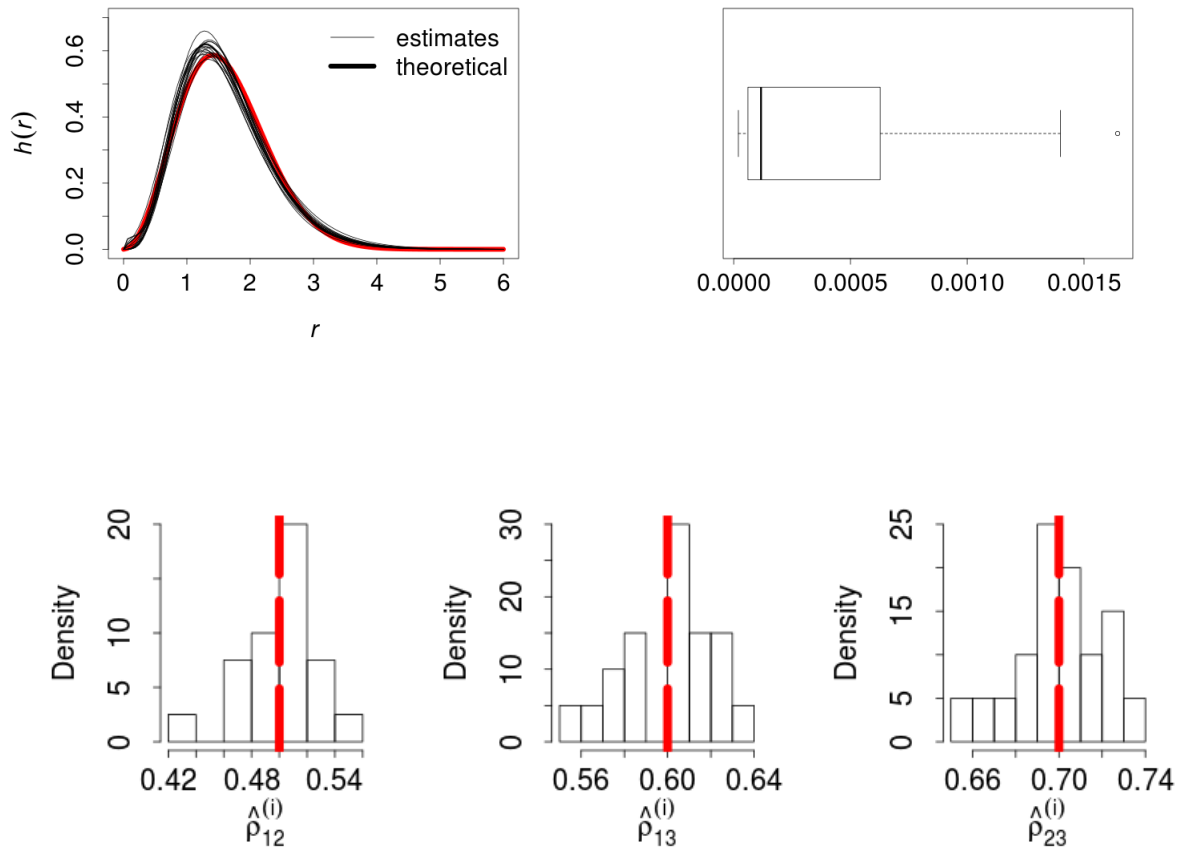 estimates
theoretical
h(r)
0.0 0.2 0.4 0.6
0 1 2 3 4 5 6
r
0.0000 0.0005 0.0010 0.0015
Density
0 5 10 20
0.42 0.48 0.54
ρ̂₁₂⁽ⁱ⁾
Density
0 10 20 30
0.56 0.60 0.64
ρ̂₁₃⁽ⁱ⁾
Density
0 5 15 25
0.66 0.70 0.74
ρ̂₂₃⁽ⁱ⁾